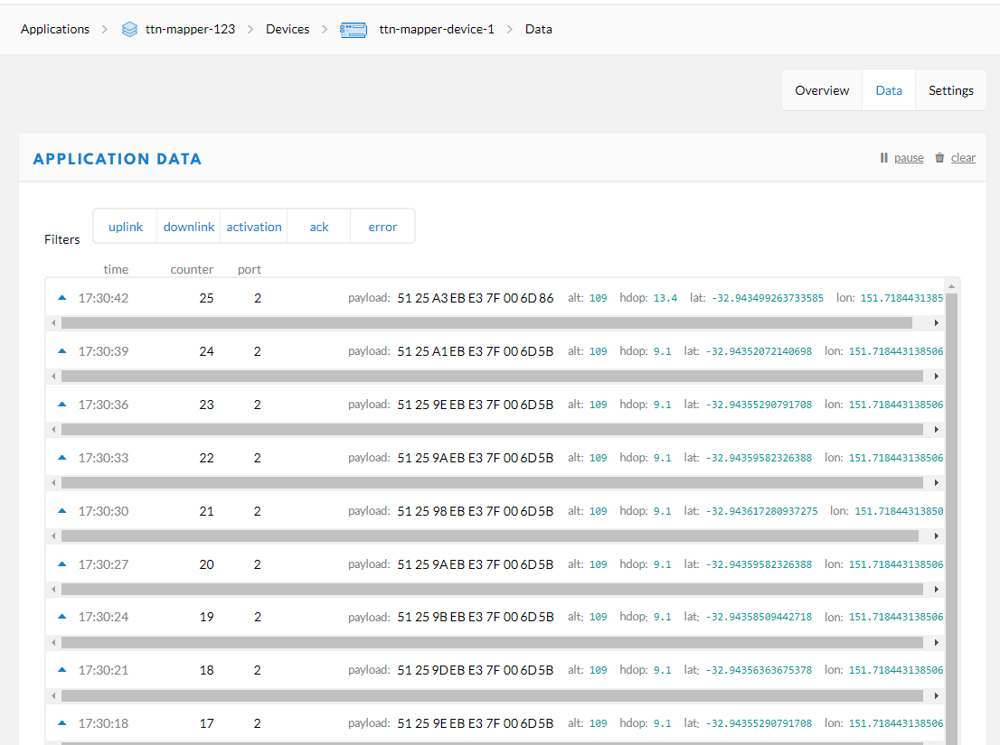 Applications > ttn-mapper-123 > Devices > ttn-mapper-device-1 > Data
Overview Data Settings
APPLICATION DATA pause clear
Filters uplink downlink activation ack error
time counter port
17:30:42 25 2 payload: 51 25 A3 EB E3 7F 00 6D 86 alt: 109 hdop: 13.4 lat: -32.943499263733585 lon: 151.7184431385
17:30:39 24 2 payload: 51 25 A1 EB E3 7F 00 6D 5B alt: 109 hdop: 9.1 lat: -32.94352072140698 lon: 151.718443138506
17:30:36 23 2 payload: 51 25 9E EB E3 7F 00 6D 5B alt: 109 hdop: 9.1 lat: -32.94355290791708 lon: 151.718443138506
17:30:33 22 2 payload: 51 25 9A EB E3 7F 00 6D 5B alt: 109 hdop: 9.1 lat: -32.94359582326388 lon: 151.718443138506
17:30:30 21 2 payload: 51 25 98 EB E3 7F 00 6D 5B alt: 109 hdop: 9.1 lat: -32.943617280937275 lon: 151.71844313850
17:30:27 20 2 payload: 51 25 9A EB E3 7F 00 6D 5B alt: 109 hdop: 9.1 lat: -32.94359582326388 lon: 151.718443138506
17:30:24 19 2 payload: 51 25 9B EB E3 7F 00 6D 5B alt: 109 hdop: 9.1 lat: -32.94358509442718 lon: 151.718443138506
17:30:21 18 2 payload: 51 25 9D EB E3 7F 00 6D 5B alt: 109 hdop: 9.1 lat: -32.94356363675378 lon: 151.718443138506
17:30:18 17 2 payload: 51 25 9E EB E3 7F 00 6D 5B alt: 109 hdop: 9.1 lat: -32.94355290791708 lon: 151.718443138506